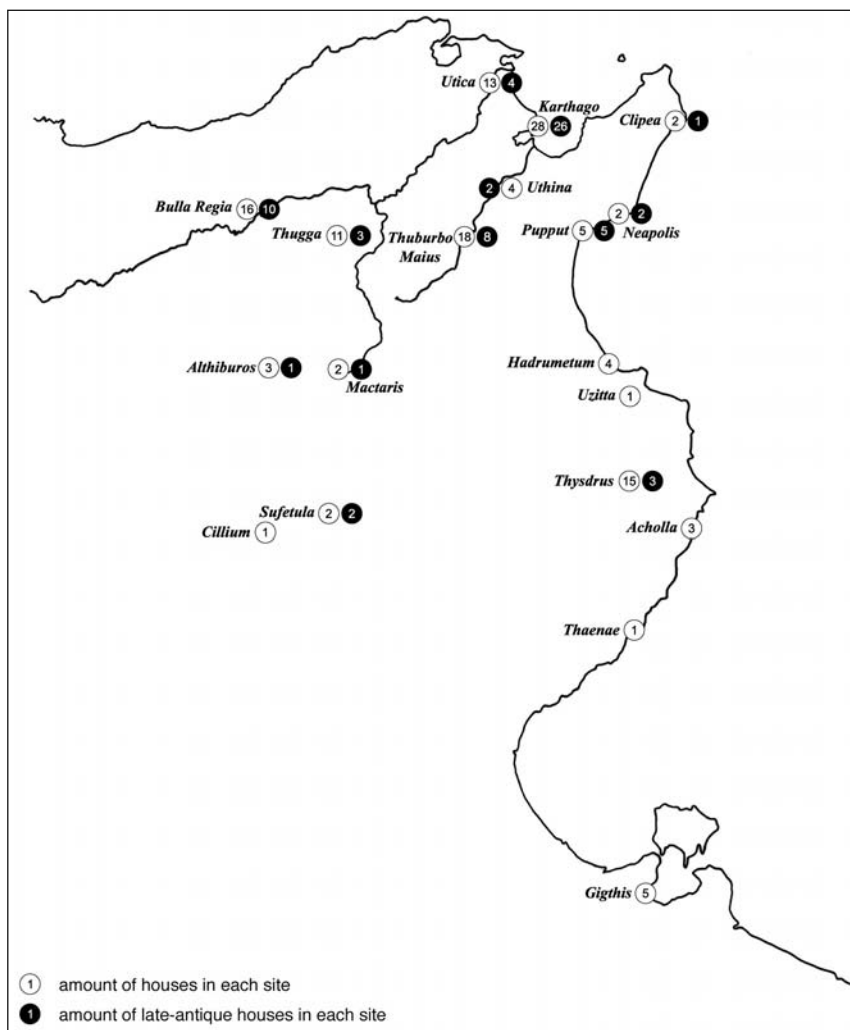 Utica 13 4
Karthago
28 26
Clipea 2 1
2 4 Uthina
Bulla Regia 16 10
2 2
Neapolis
Thugga 11 3
Thuburbo 18 8
Maius
Pupput 5 5
Althiburos 3 1
2 1
Mactaris
Hadrumetum 4
Uzitta 1
Thysdrus 15 3
Sufetula 2 2
Cillium 1
Acholla 3
Thaenae 1
Gigthis 5
1 amount of houses in each site
1 amount of late-antique houses in each site